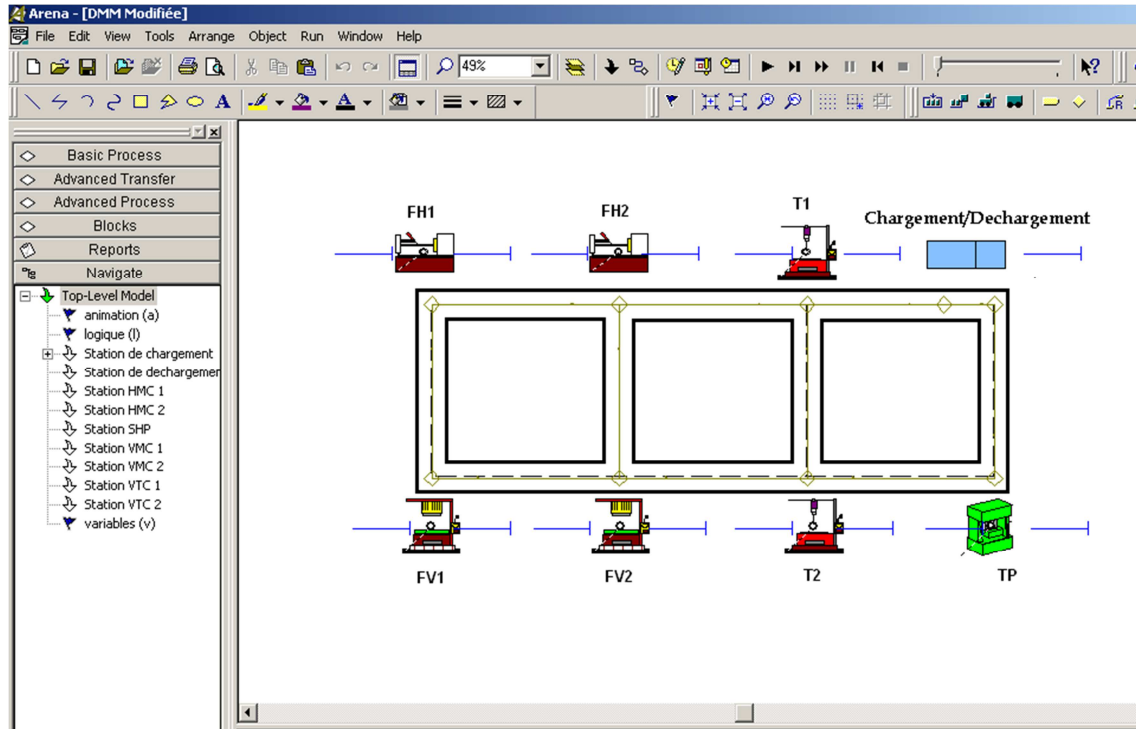 Arena - [DMM Modifiée]
File Edit View Tools Arrange Object Run Window Help
49%
Basic Process
Advanced Transfer
Advanced Process
Blocks
Reports
Navigate
Top-Level Model
animation (a)
logique (l)
Station de chargement
Station de dechargemer
Station HMC 1
Station HMC 2
Station SHP
Station VMC 1
Station VMC 2
Station VTC 1
Station VTC 2
variables (v)
FH1 FH2 T1 Chargement/Dechargement
FV1 FV2 T2 TP